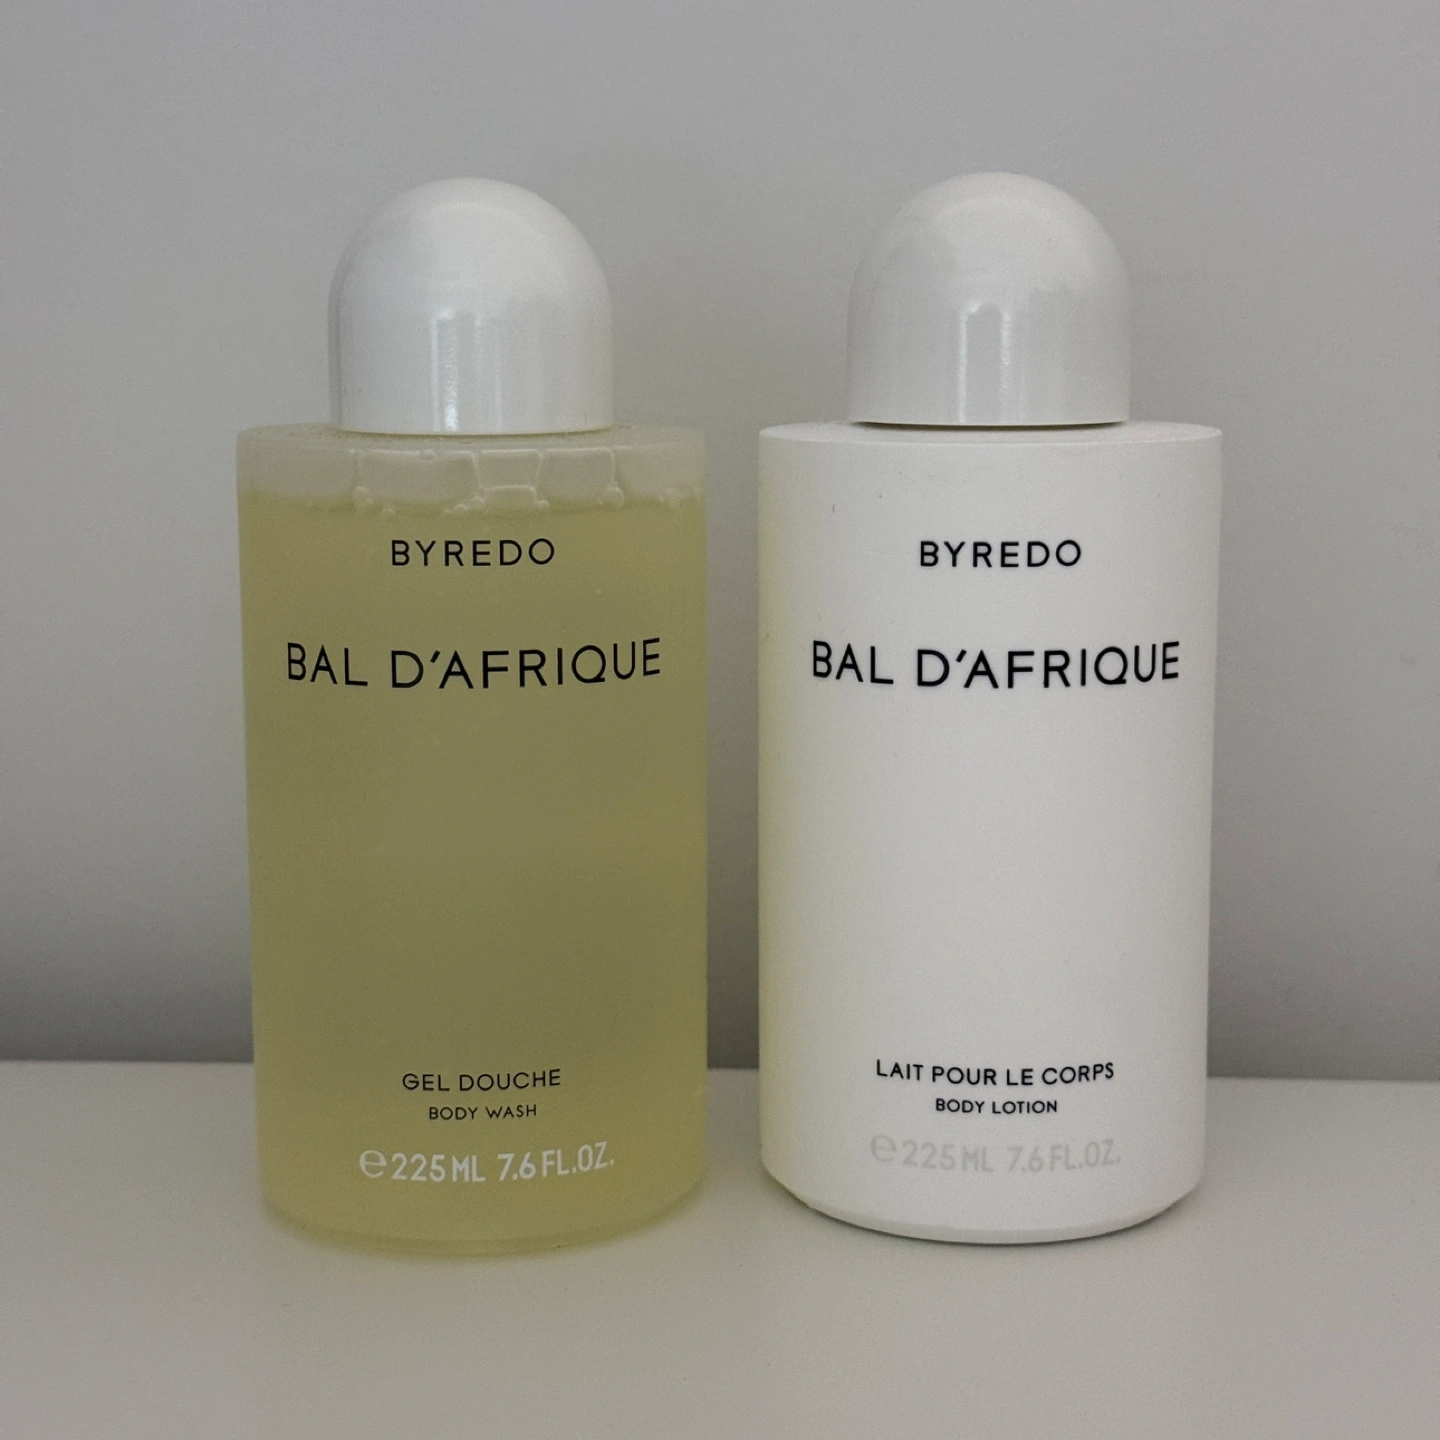 BYREDO
BAL D'AFRIQUE
GEL DOUCHE
BODY WASH
℮225ML 7.6FL.OZ.
BYREDO
BAL D'AFRIQUE
LAIT POUR LE CORPS
BODY LOTION
℮225ML 7.6FL.OZ.